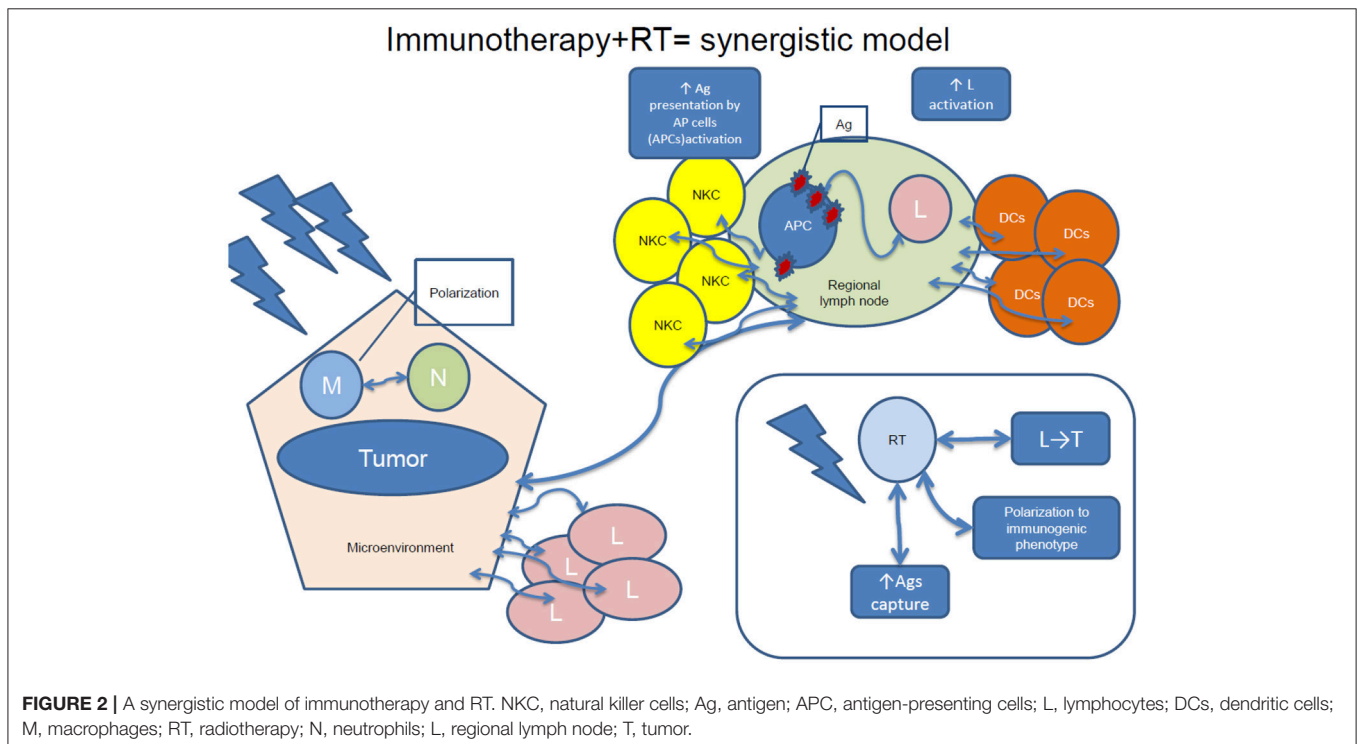 Immunotherapy+RT= synergistic model
↑ Ag
presentation by
AP cells
(APCs)activation
↑ L
activation
Ag
NKC
NKC
NKC
NKC
APC
L
Regional
lymph node
DCs
DCs
DCs
DCs
Polarization
M
N
Tumor
Microenvironment
L
L
L
L
RT
L→T
Polarization to
immunogenic
phenotype
↑Ags
capture
FIGURE 2 | A synergistic model of immunotherapy and RT. NKC, natural killer cells; Ag, antigen; APC, antigen-presenting cells; L, lymphocytes; DCs, dendritic cells;
M, macrophages; RT, radiotherapy; N, neutrophils; L, regional lymph node; T, tumor.